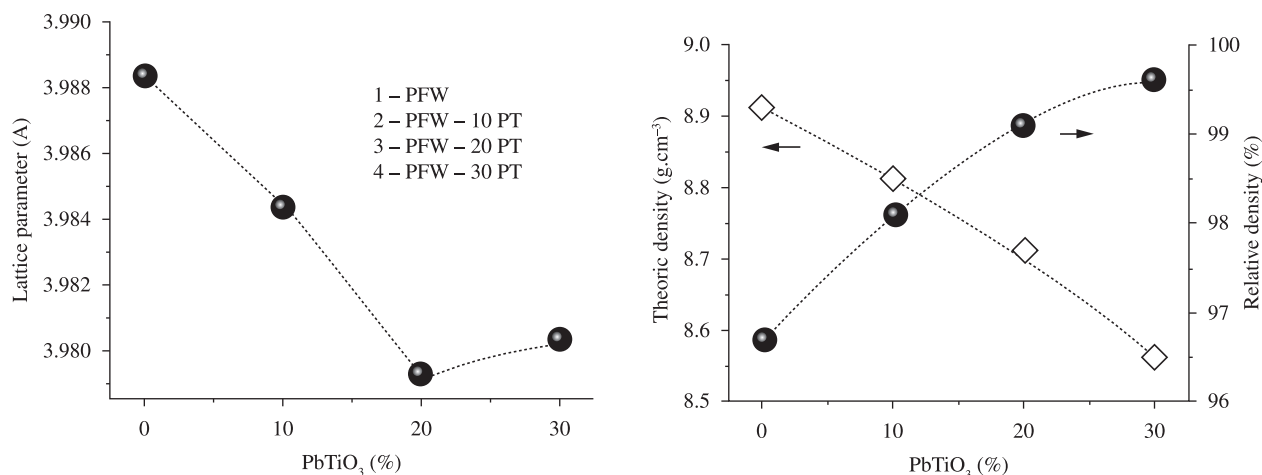 3.990
3.988
3.986
3.984
3.982
3.980
Lattice parameter (A)
1 – PFW
2 – PFW – 10 PT
3 – PFW – 20 PT
4 – PFW – 30 PT
0 10 20 30
PbTiO₃ (%)
9.0
8.9
8.8
8.7
8.6
8.5
Theoric density (g.cm⁻³)
100
99
98
97
96
Relative density (%)
0 10 20 30
PbTiO₃ (%)